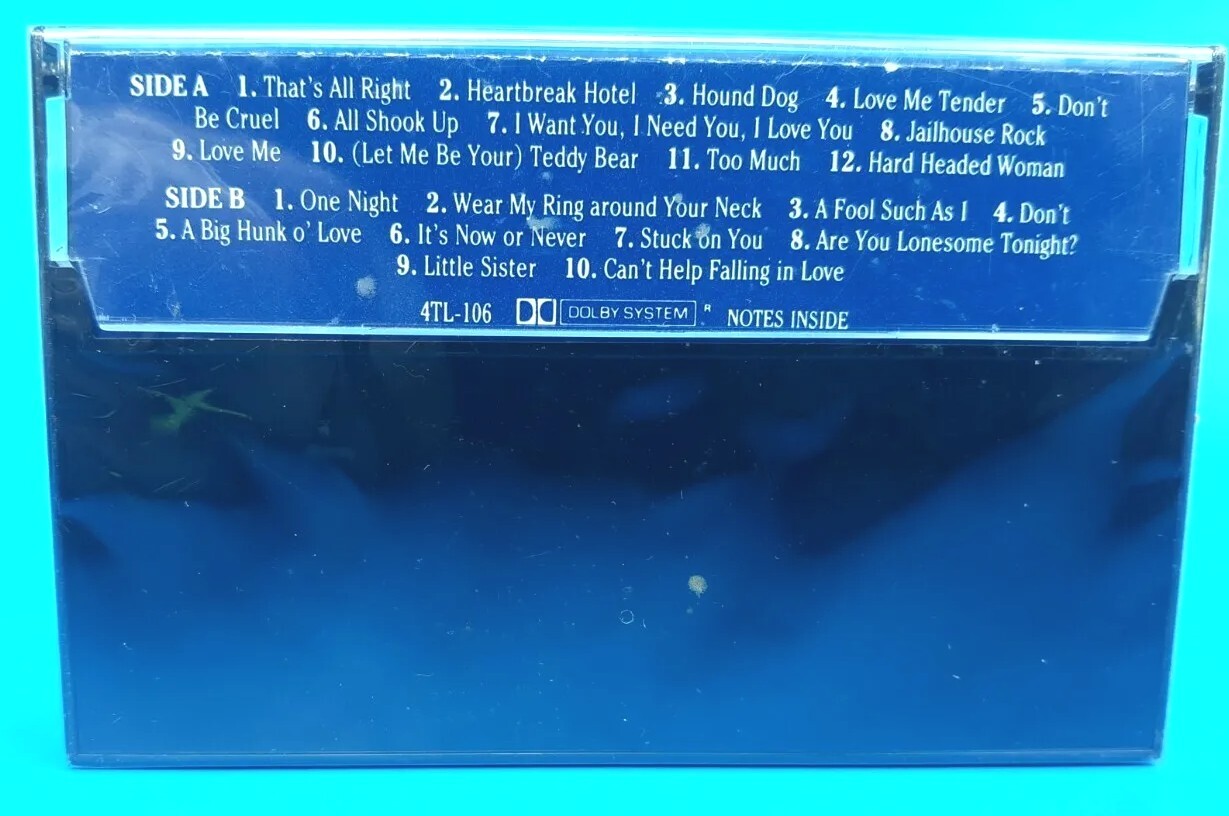 SIDE A 1. That's All Right 2. Heartbreak Hotel 3. Hound Dog 4. Love Me Tender 5. Don't
Be Cruel 6. All Shook Up 7. I Want You, I Need You, I Love You 8. Jailhouse Rock
9. Love Me 10. (Let Me Be Your) Teddy Bear 11. Too Much 12. Hard Headed Woman
SIDE B 1. One Night 2. Wear My Ring around Your Neck 3. A Fool Such As I 4. Don't
5. A Big Hunk o' Love 6. It's Now or Never 7. Stuck on You 8. Are You Lonesome Tonight?
9. Little Sister 10. Can't Help Falling in Love
4TL-106 DOLBY SYSTEM R NOTES INSIDE